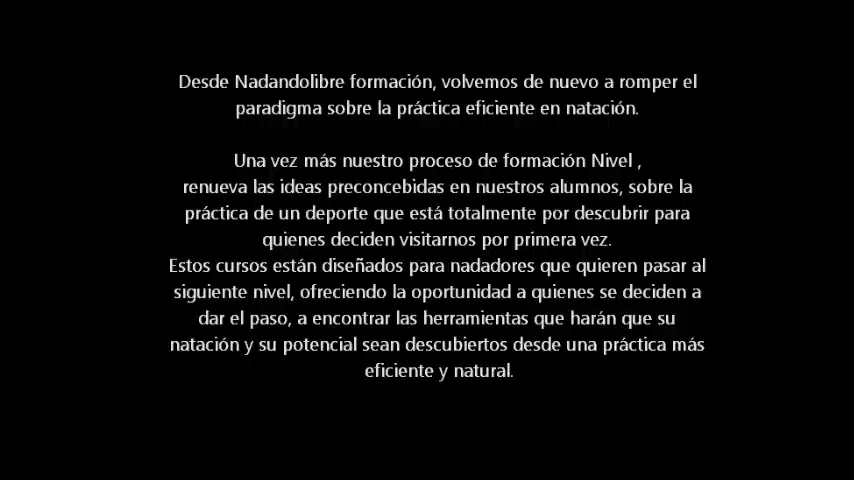 Desde Nadandolibre formación, volvemos de nuevo a romper el
paradigma sobre la práctica eficiente en natación.
Una vez más nuestro proceso de formación Nivel ,
renueva las ideas preconcebidas en nuestros alumnos, sobre la
práctica de un deporte que está totalmente por descubrir para
quienes deciden visitarnos por primera vez.
Estos cursos están diseñados para nadadores que quieren pasar al
siguiente nivel, ofreciendo la oportunidad a quienes se deciden a
dar el paso, a encontrar las herramientas que harán que su
natación y su potencial sean descubiertos desde una práctica más
eficiente y natural.